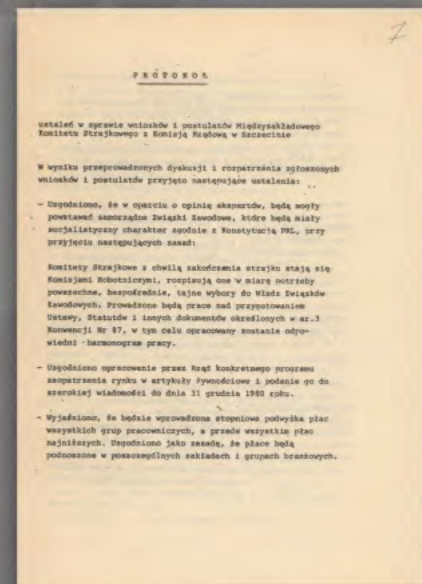 7
PROTOKOŁ
ustaleń w sprawie wniosków i postulatów Międzyzakładowego
Komitetu Strajkowego z Komisją Rządową w Szczecinie
W wyniku przeprowadzonych dyskusji i rozpatrzenia zgłoszonych
wniosków i postulatów przyjęto następujące ustalenia:
- Uzgodniono, że w oparciu o opinię ekspertów, będą mogły
powstawać samorządne Związki Zawodowe, które będą miały
socjalistyczny charakter zgodnie z Konstytucją PRL, przy
przyjęciu następujących zasad:
Komitety Strajkowe z chwilą zakończenia strajku stają się
Komisjami Robotniczymi, rozpisują one w miarę potrzeby
powszechne, bezpośrednie, tajne wybory do Władz Związków
Zawodowych. Prowadzone będą prace nad przygotowaniem
Ustawy, Statutów i innych dokumentów określonych w ar.3
Konwencji Nr 87, w tym celu opracowany zostanie odpo-
wiedni harmonogram pracy.
- Uzgodniono opracowanie przez Rząd konkretnego programu
zaopatrzenia rynku w artykuły żywnościowe i podanie go do
szerokiej wiadomości do dnia 31 grudnia 1980 roku.
- Wyjaśniono, że będzie wprowadzona stopniowa podwyżka płac
wszystkich grup pracowniczych, a przede wszystkim płac
najniższych. Uzgodniono jako zasadę, że płace będą
podnoszone w poszczególnych zakładach i grupach branżowych.